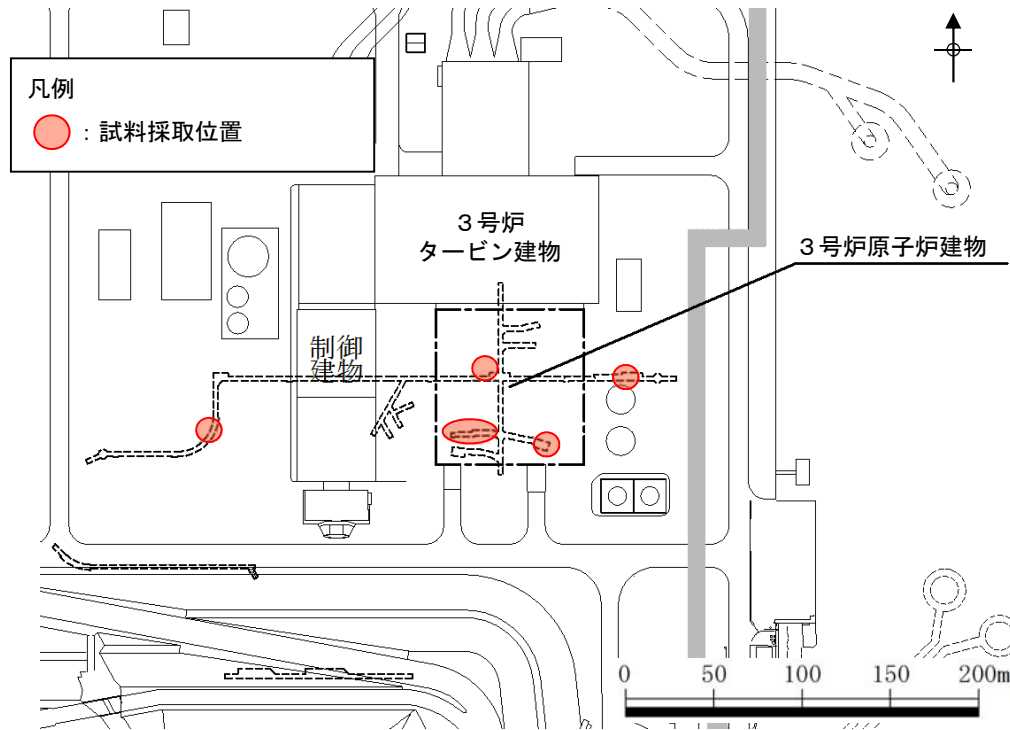 凡例
：試料採取位置
３号炉
タービン建物
３号炉原子炉建物
制御
建物
0 50 100 150 200m